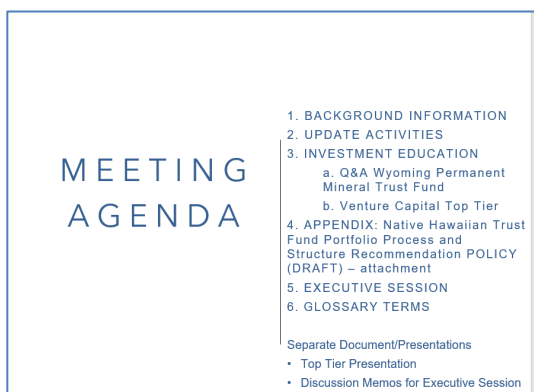 MEETING
AGENDA
1. BACKGROUND INFORMATION
2. UPDATE ACTIVITIES
3. INVESTMENT EDUCATION
a. Q&A Wyoming Permanent
Mineral Trust Fund
b. Venture Capital Top Tier
4. APPENDIX: Native Hawaiian Trust
Fund Portfolio Process and
Structure Recommendation POLICY
(DRAFT) – attachment
5. EXECUTIVE SESSION
6. GLOSSARY TERMS
Separate Document/Presentations
• Top Tier Presentation
• Discussion Memos for Executive Session